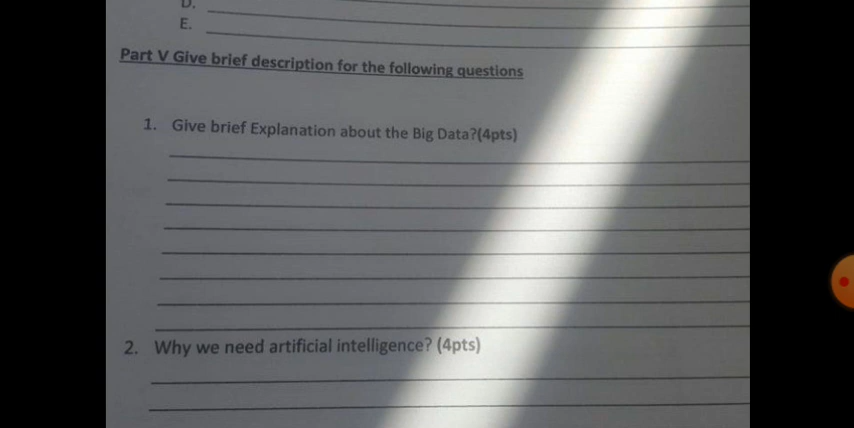 D.
E.
Part V Give brief description for the following questions
1. Give brief Explanation about the Big Data?(4pts)
2. Why we need artificial intelligence? (4pts)